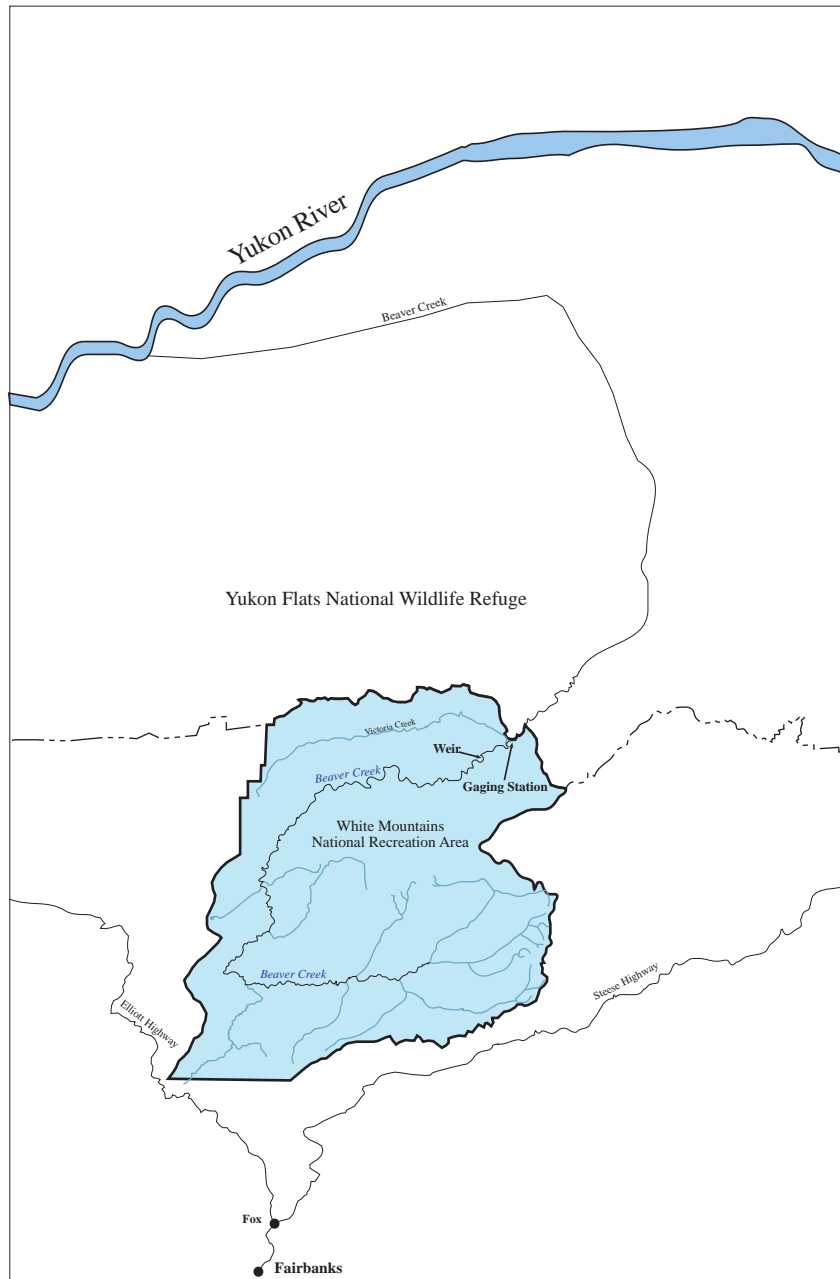 Yukon River
Beaver Creek
Yukon Flats National Wildlife Refuge
Victoria Creek
Weir
Beaver Creek
Gaging Station
White Mountains
National Recreation Area
Beaver Creek
Steese Highway
Elliott Highway
Fox
Fairbanks